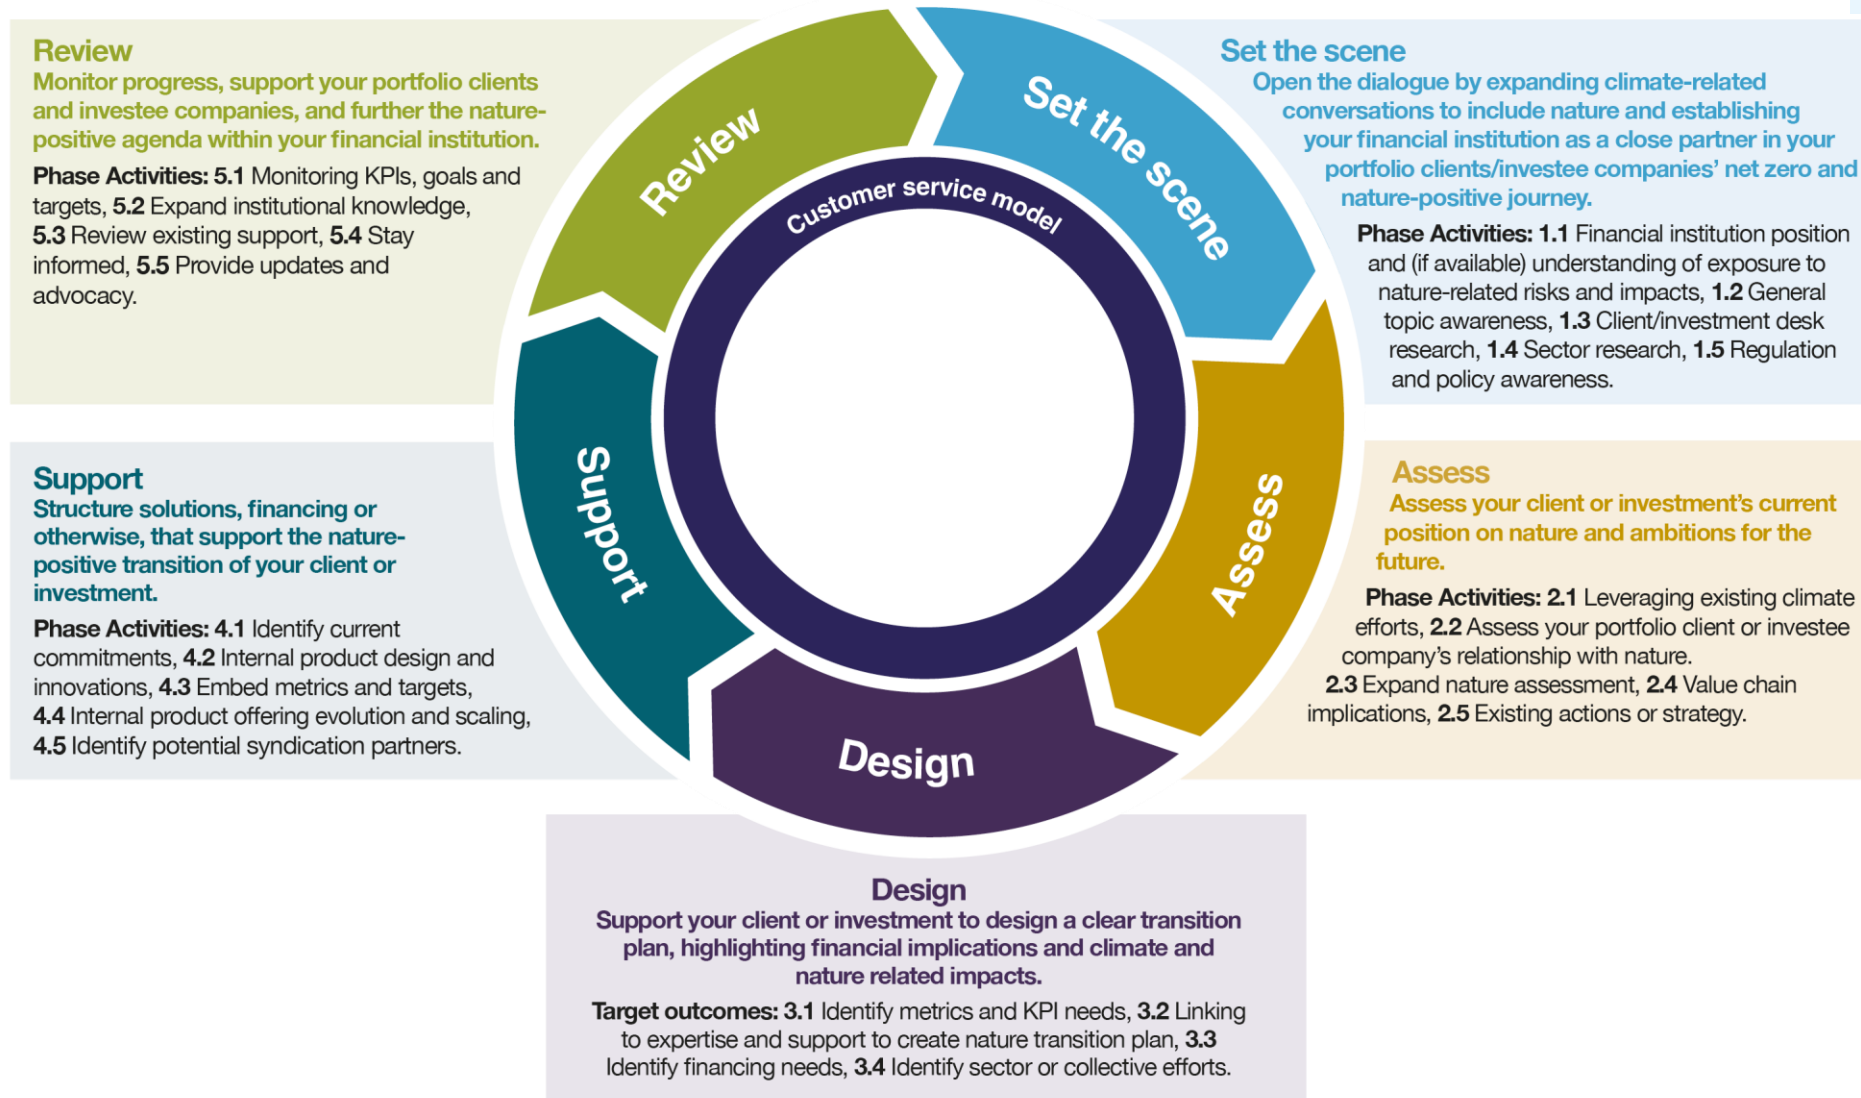 Review
Monitor progress, support your portfolio clients
and investee companies, and further the nature-
positive agenda within your financial institution.
Phase Activities: 5.1 Monitoring KPIs, goals and
targets, 5.2 Expand institutional knowledge,
5.3 Review existing support, 5.4 Stay
informed, 5.5 Provide updates and
advocacy.
Set the scene
Open the dialogue by expanding climate-related
conversations to include nature and establishing
your financial institution as a close partner in your
portfolio clients/investee companies’ net zero and
nature-positive journey.
Phase Activities: 1.1 Financial institution position
and (if available) understanding of exposure to
nature-related risks and impacts, 1.2 General
topic awareness, 1.3 Client/investment desk
research, 1.4 Sector research, 1.5 Regulation
and policy awareness.
Review
Set the scene
Customer service model
Support
Assess
Design
Support
Structure solutions, financing or
otherwise, that support the nature-
positive transition of your client or
investment.
Phase Activities: 4.1 Identify current
commitments, 4.2 Internal product design and
innovations, 4.3 Embed metrics and targets,
4.4 Internal product offering evolution and scaling,
4.5 Identify potential syndication partners.
Assess
Assess your client or investment’s current
position on nature and ambitions for the
future.
Phase Activities: 2.1 Leveraging existing climate
efforts, 2.2 Assess your portfolio client or investee
company’s relationship with nature.
2.3 Expand nature assessment, 2.4 Value chain
implications, 2.5 Existing actions or strategy.
Design
Support your client or investment to design a clear transition
plan, highlighting financial implications and climate and
nature related impacts.
Target outcomes: 3.1 Identify metrics and KPI needs, 3.2 Linking
to expertise and support to create nature transition plan, 3.3
Identify financing needs, 3.4 Identify sector or collective efforts.